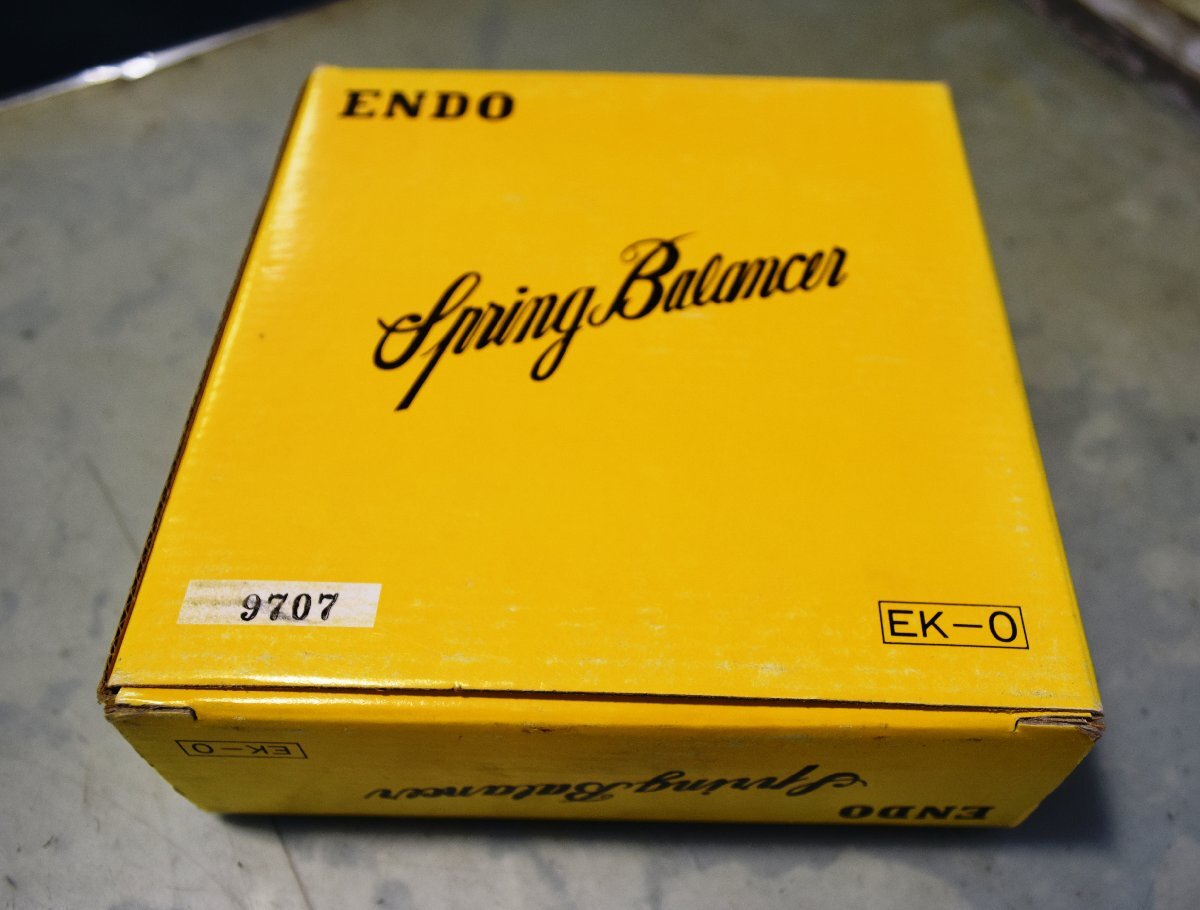 ENDO
Spring Balancer
9707
EK-0
EK-0
Spring Balancer
ENDO